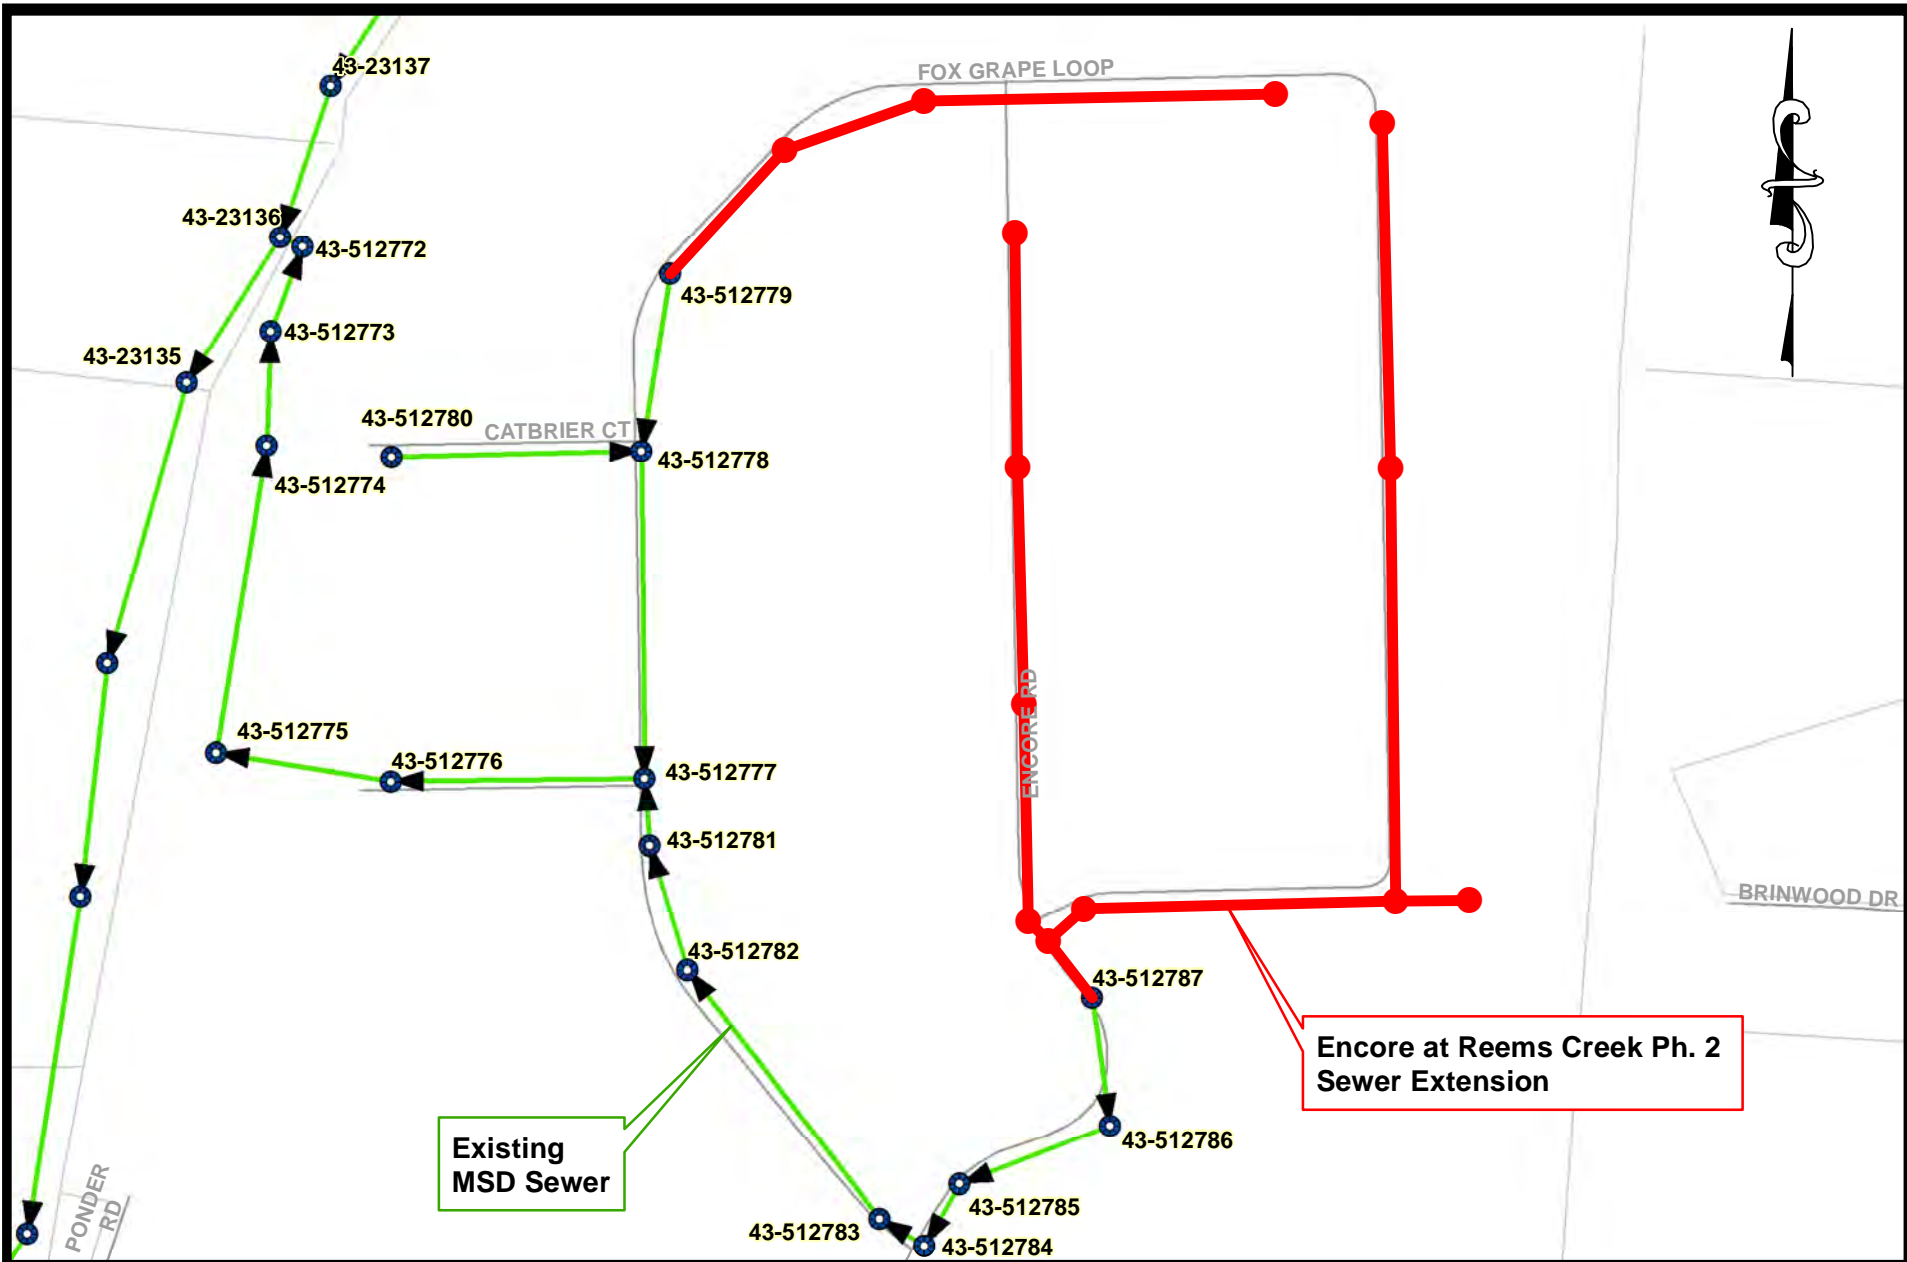 43-23137
FOX GRAPE LOOP
43-23136
43-512772
43-512779
43-512773
43-23135
43-512780
CATBRIER CT
43-512778
43-512774
43-512775
43-512776
43-512777
ENCORE RD
43-512781
BRINWOOD DR
43-512782
43-512787
Encore at Reems Creek Ph. 2
Sewer Extension
Existing
MSD Sewer
43-512786
PONDER
RD
43-512785
43-512783
43-512784